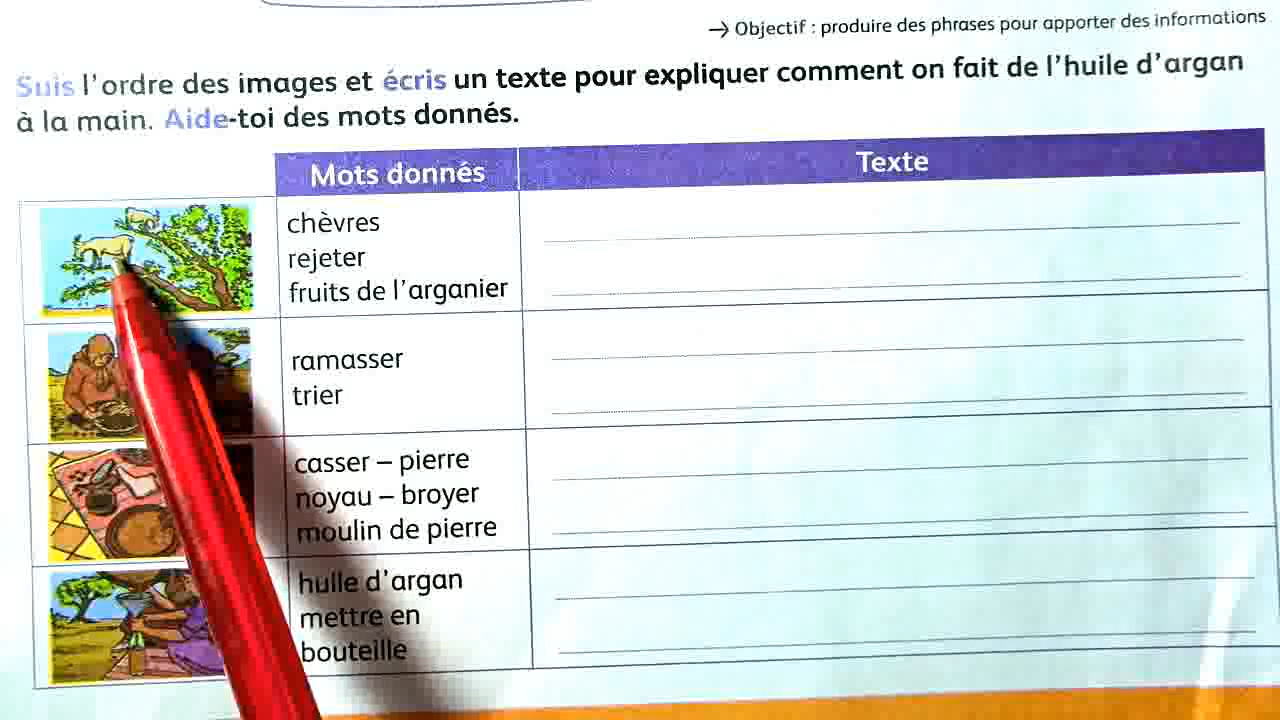 → Objectif : produire des phrases pour apporter des informations
Suis l'ordre des images et écris un texte pour expliquer comment on fait de l'huile d'argan
à la main. Aide-toi des mots donnés.
Mots donnés
Texte
chèvres
rejeter
fruits de l'arganier
ramasser
trier
casser – pierre
noyau – broyer
moulin de pierre
huile d'argan
mettre en
bouteille